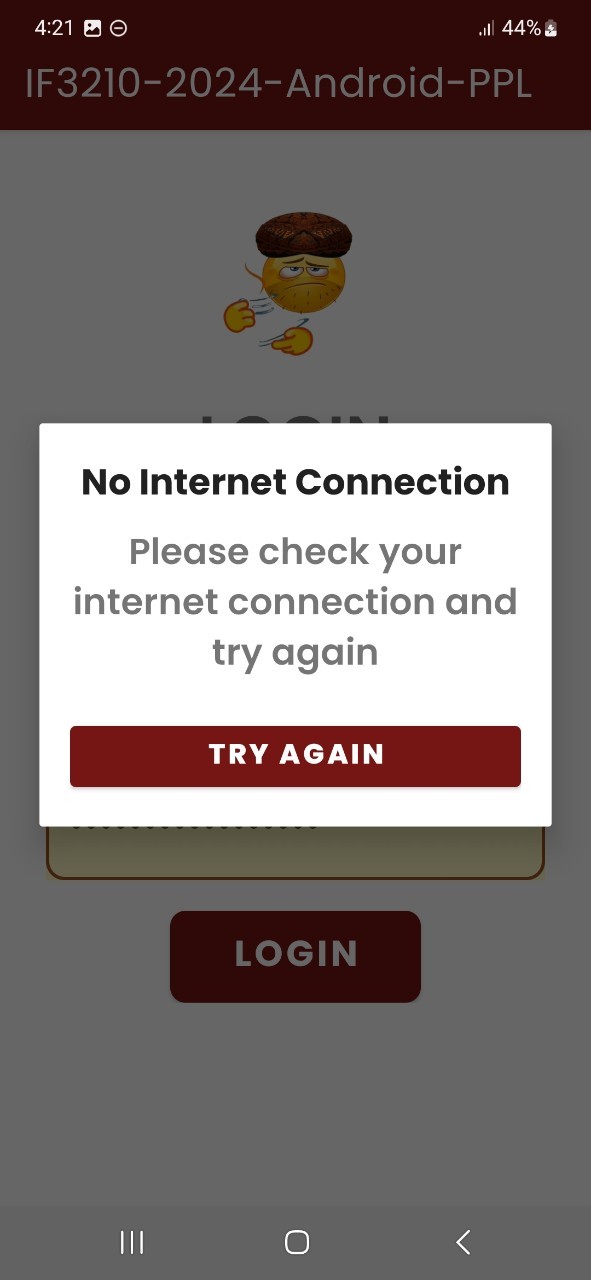 4:21 44%
IF3210-2024-Android-PPL
LOGIN
No Internet Connection
Please check your
internet connection and
try again
TRY AGAIN
LOGIN